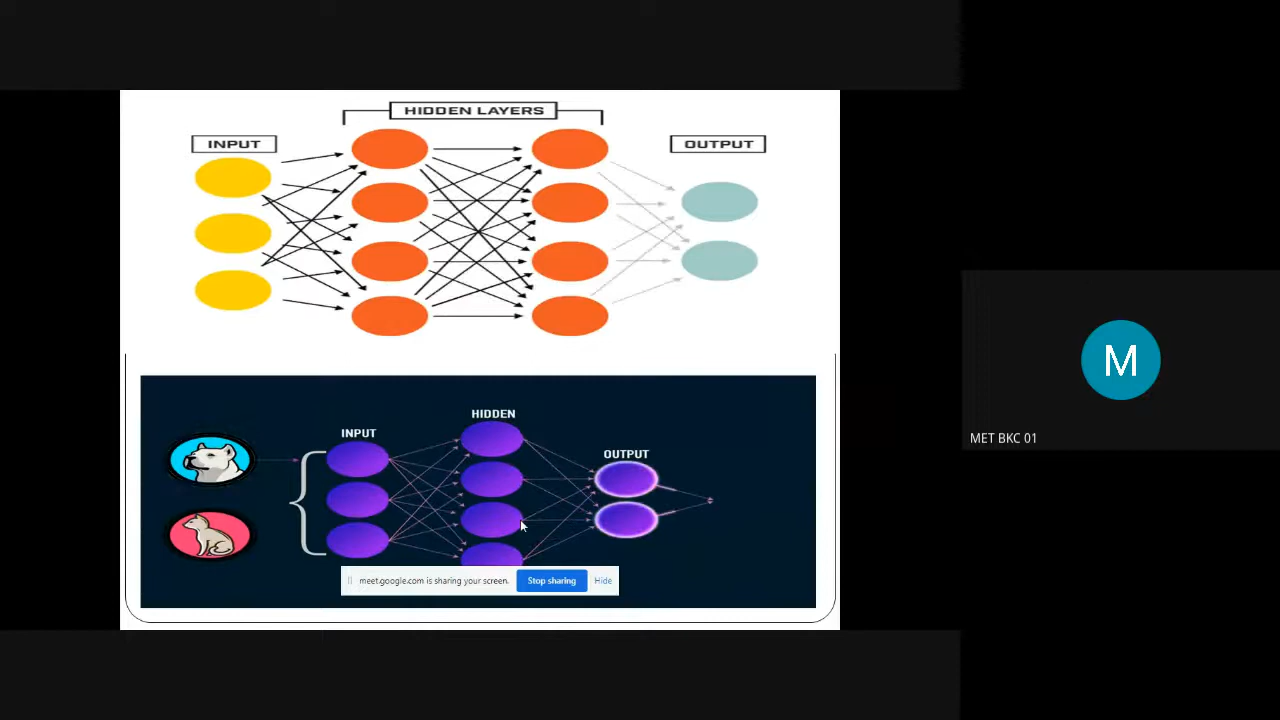 HIDDEN LAYERS
INPUT
OUTPUT
HIDDEN
INPUT
OUTPUT
meet.google.com is sharing your screen.
Stop sharing
Hide
M
MET BKC 01